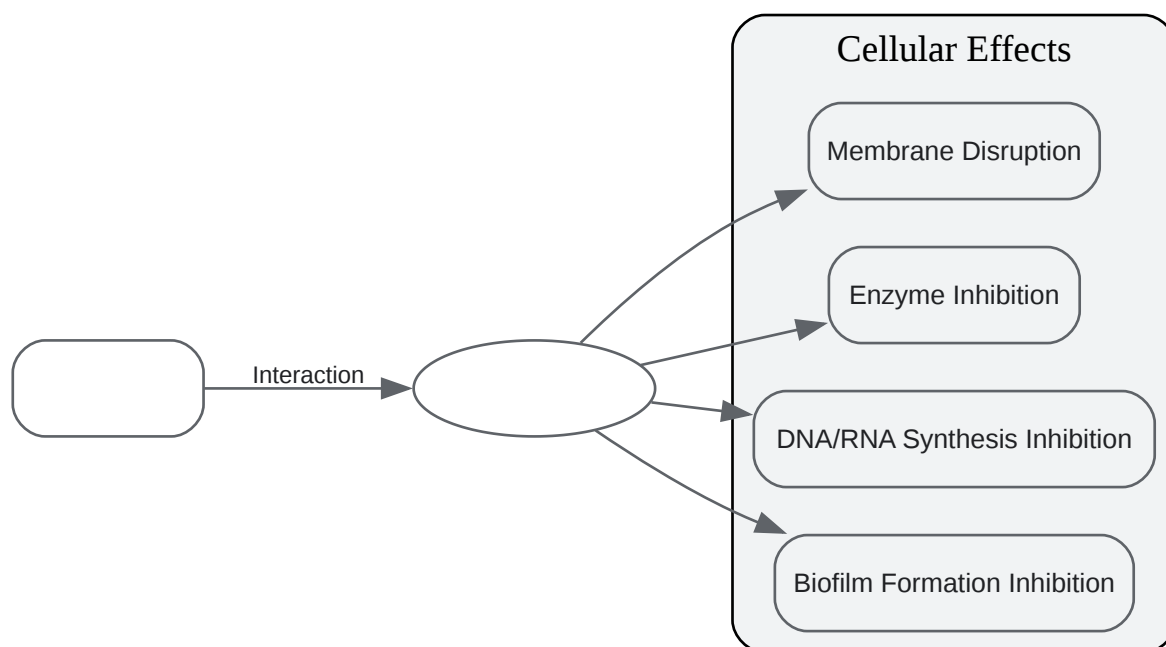 Cellular Effects
Membrane Disruption
Enzyme Inhibition
Interaction
DNA/RNA Synthesis Inhibition
Biofilm Formation Inhibition